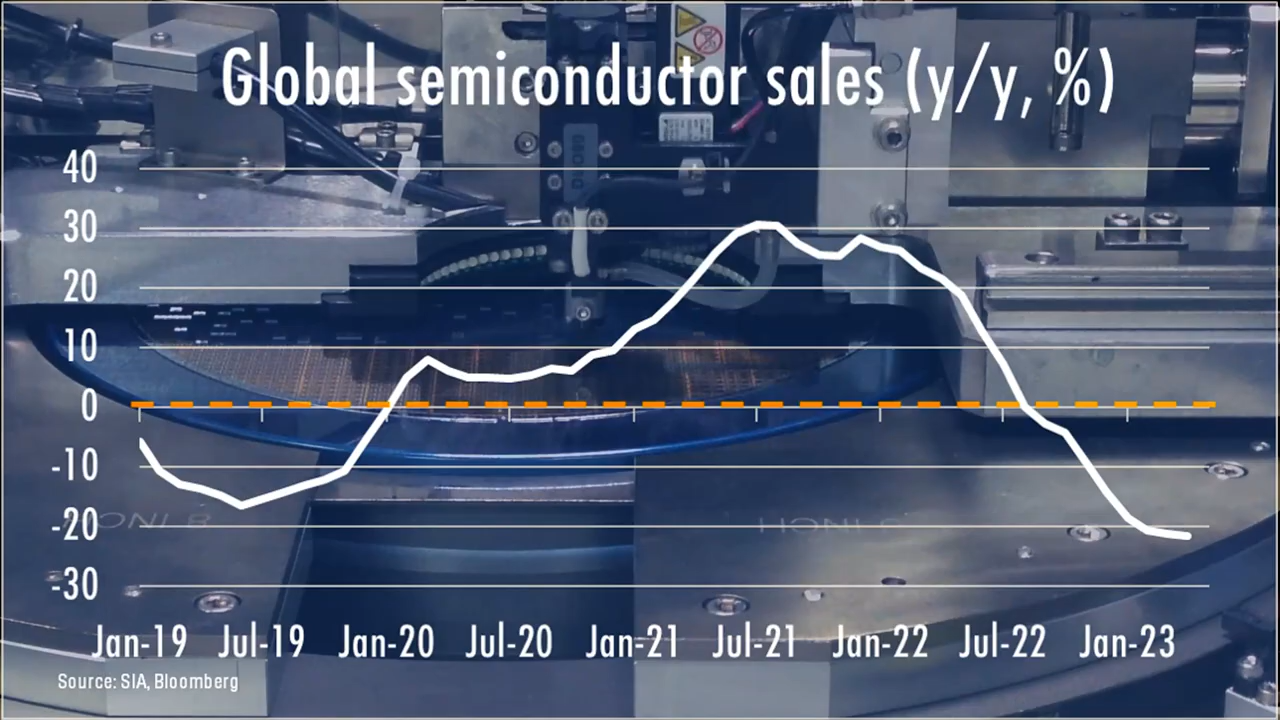 Global semiconductor sales (y/y, %)
40
30
20
10
0
-10
-20
-30
Jan-19 Jul-19 Jan-20 Jul-20 Jan-21 Jul-21 Jan-22 Jul-22 Jan-23
Source: SIA, Bloomberg